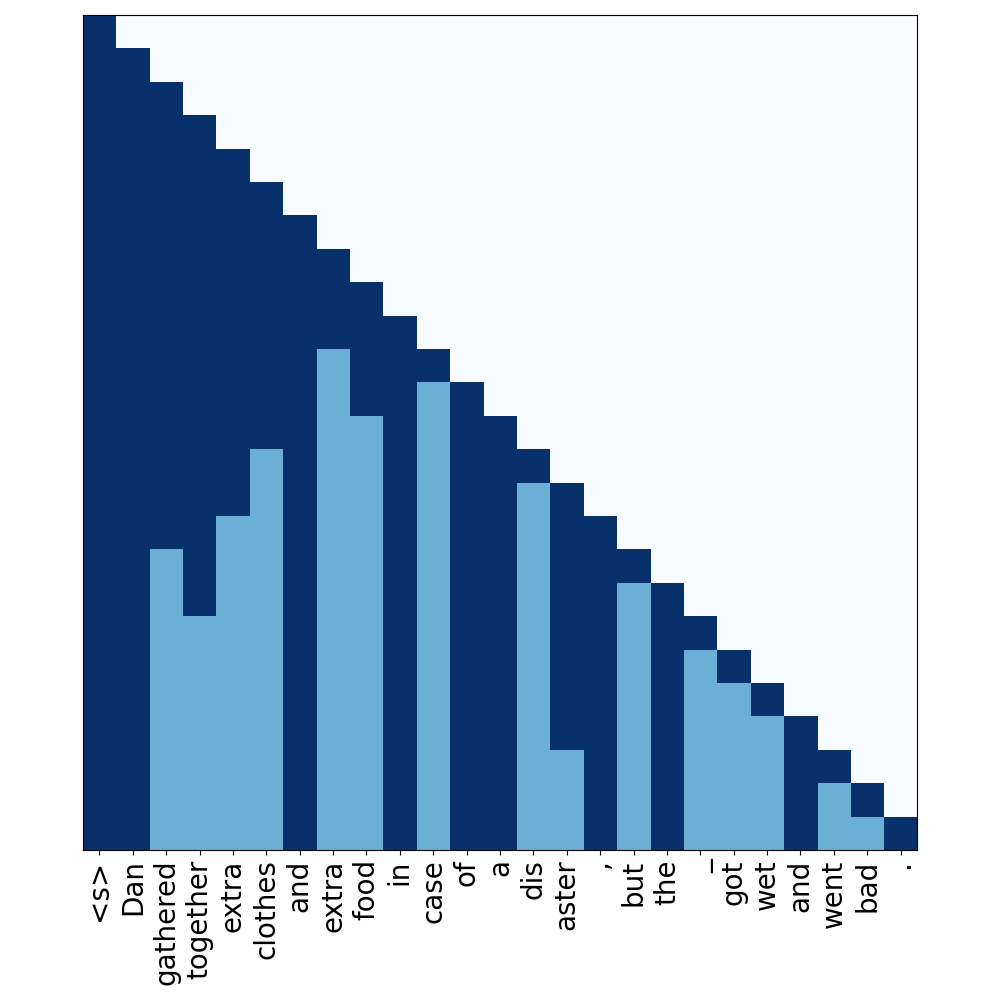 <s> Dan gathered together extra clothes and extra food in case of a dis aster , but the _ got wet and went bad .